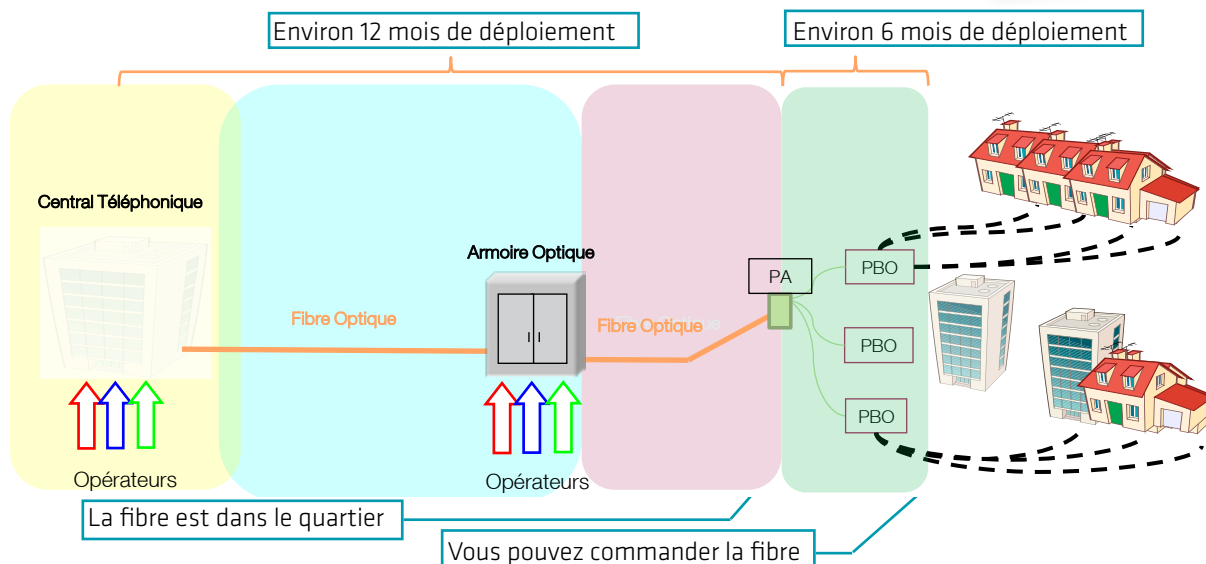 Environ 12 mois de déploiement
Environ 6 mois de déploiement
Central Téléphonique
Armoire Optique
PA
PBO
Fibre Optique
Fibre Optique
PBO
PBO
Opérateurs
Opérateurs
La fibre est dans le quartier
Vous pouvez commander la fibre